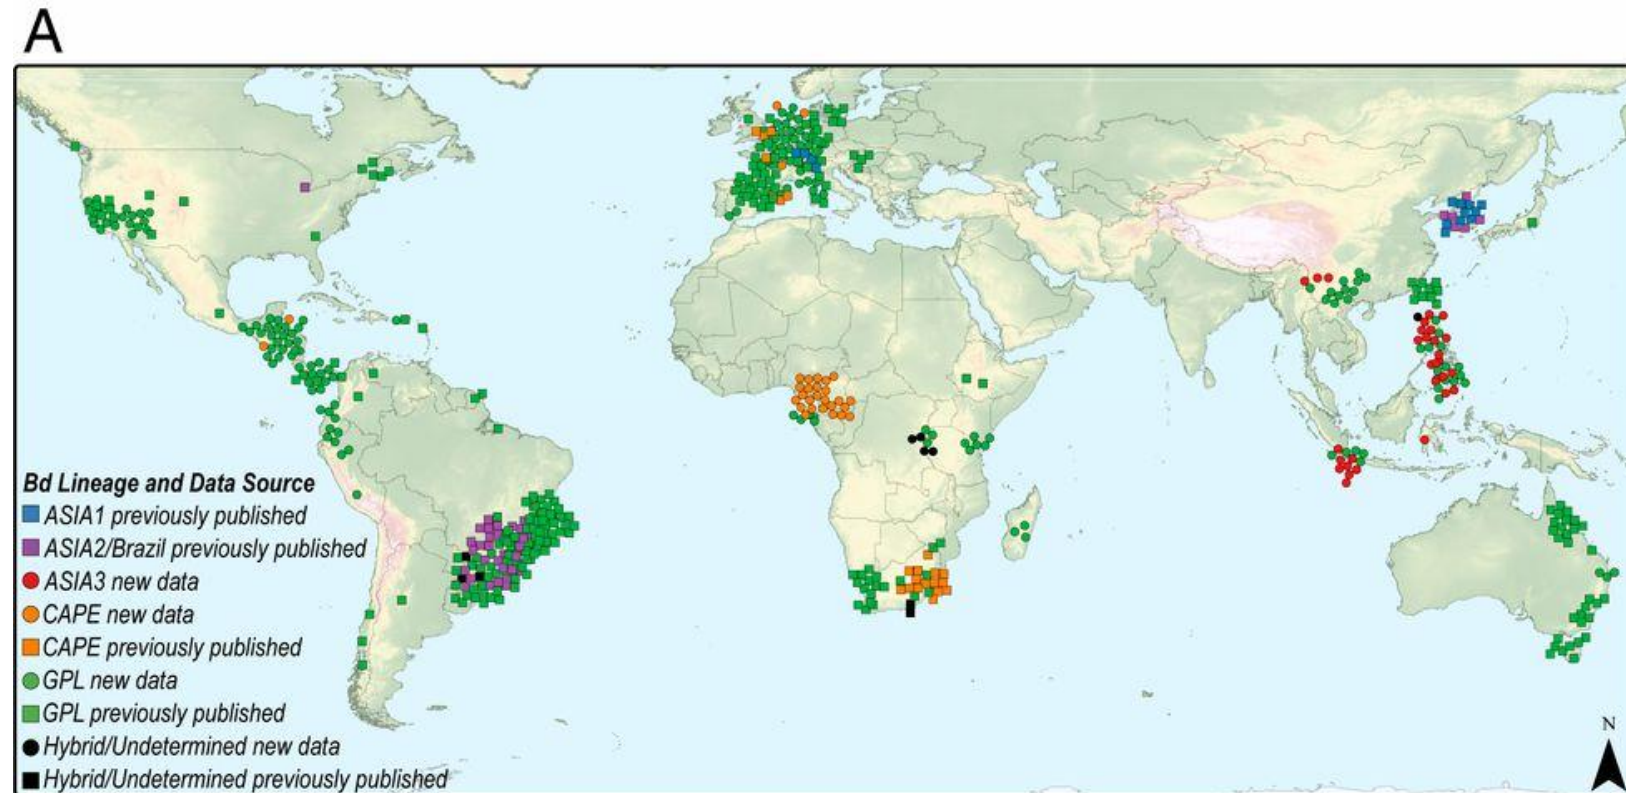 A
Bd Lineage and Data Source
ASIA1 previously published
ASIA2/Brazil previously published
ASIA3 new data
CAPE new data
CAPE previously published
GPL new data
GPL previously published
Hybrid/Undetermined new data
Hybrid/Undetermined previously published
N